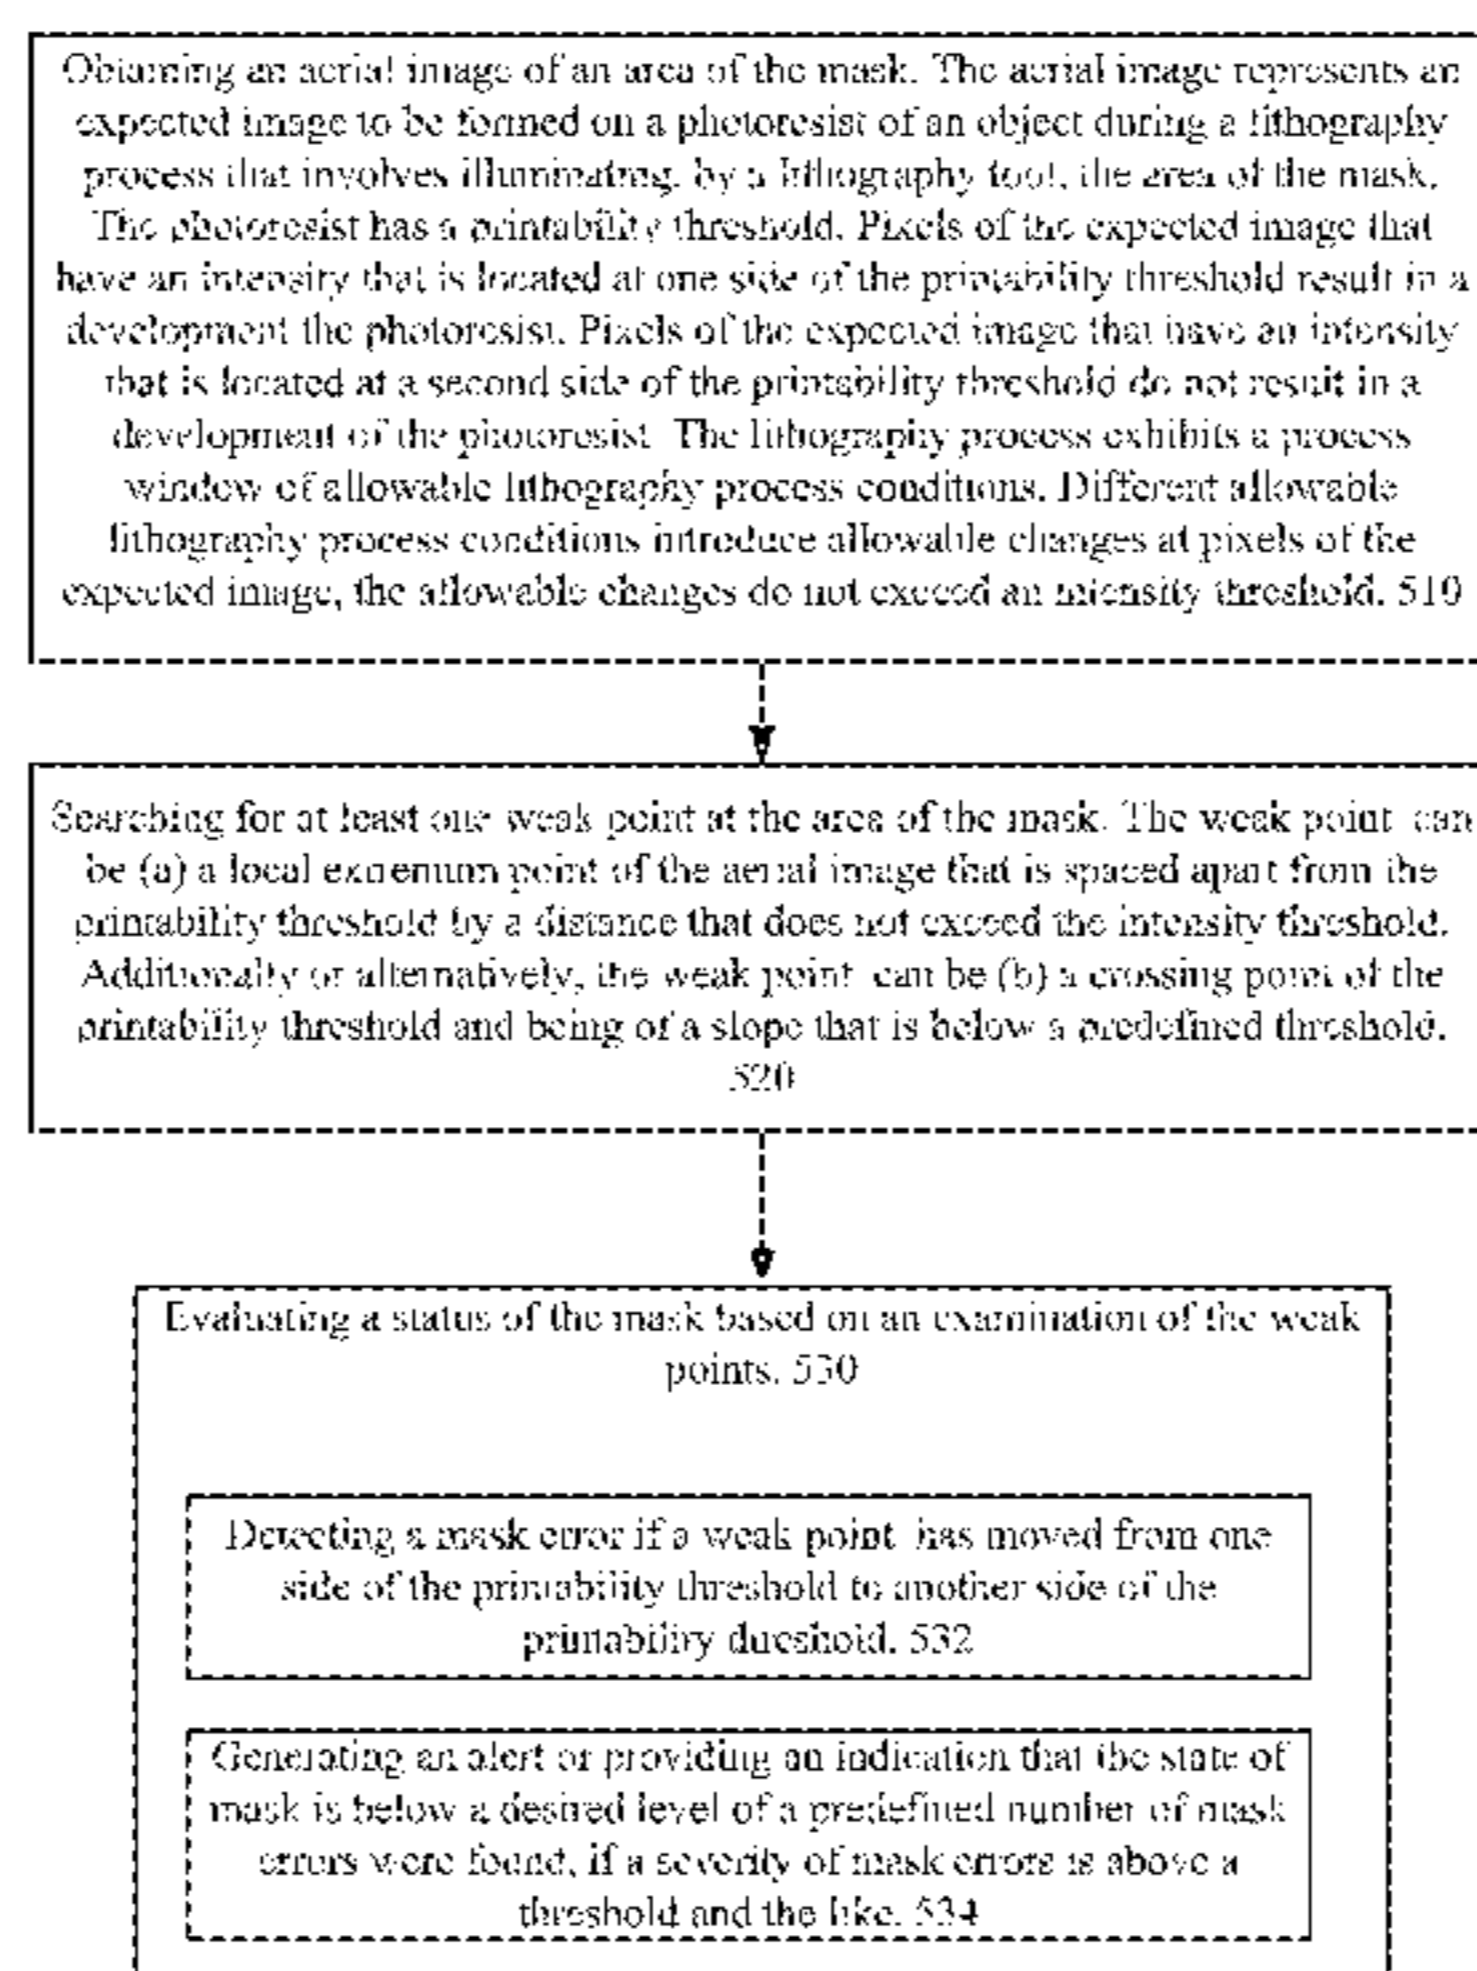 Obtaining an aerial image of an area of the mask. The aerial image represents an
expected image to be formed on a photoresist of an object during a lithography
process that involves illuminating, by a lithography tool, the area of the mask.
The photoresist has a printability threshold. Pixels of the expected image that
have an intensity that is located at one side of the printability threshold result in a
development the photoresist. Pixels of the expected image that have an intensity
that is located at a second side of the printability threshold do not result in a
development of the photoresist. The lithography process exhibits a process
window of allowable lithography process conditions. Different allowable
lithography process conditions introduce allowable changes at pixels of the
expected image, the allowable changes do not exceed an intensity threshold. 510
Searching for at least one weak point at the area of the mask. The weak point can
be (a) a local extremum point of the aerial image that is spaced apart from the
printability threshold by a distance that does not exceed the intensity threshold.
Additionally or alternatively, the weak point can be (b) a crossing point of the
printability threshold and being of a slope that is below a predefined threshold.
520
Evaluating a status of the mask based on an examination of the weak
points. 530
Detecting a mask error if a weak point has moved from one
side of the printability threshold to another side of the
printability threshold. 532
Generating an alert or providing an indication that the state of
mask is below a desired level of a predefined number of mask
errors were found, if a severity of mask errors is above a
threshold and the like. 534